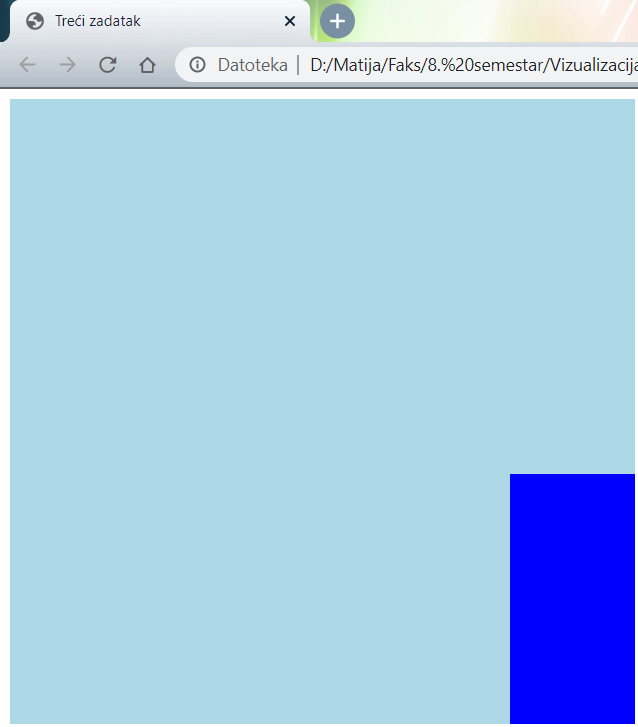 Treći zadatak
Datoteka | D:/Matija/Faks/8.%20semestar/Vizualizacija